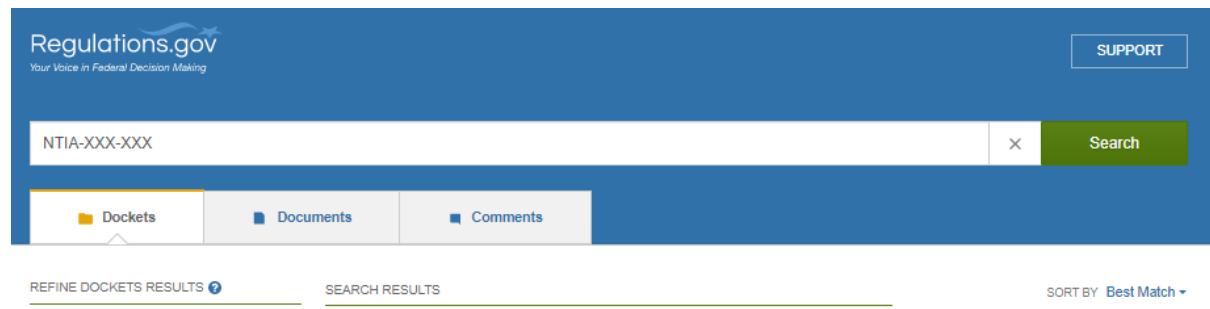 Regulations.gov
Your Voice in Federal Decision Making
SUPPORT
NTIA-XXX-XXX
Search
Dockets
Documents
Comments
REFINE DOCKETS RESULTS ?
SEARCH RESULTS
SORT BY Best Match